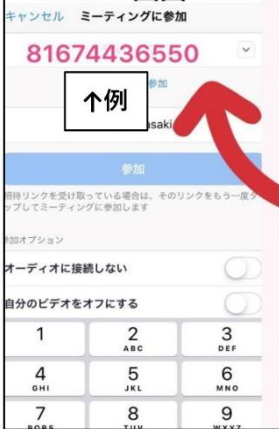 キャンセル ミーティングに参加
81674436550
参加
↑例
asaki
参加
招待リンクを受け取っている場合は、そのリンクをもう一度タ
ップしてミーティングに参加します
参加オプション
オーディオに接続しない
自分のビデオをオフにする
1 2 3
ABC DEF
4 5 6
GHI JKL MNO
7 8 9
PQRS TUV WXYZ